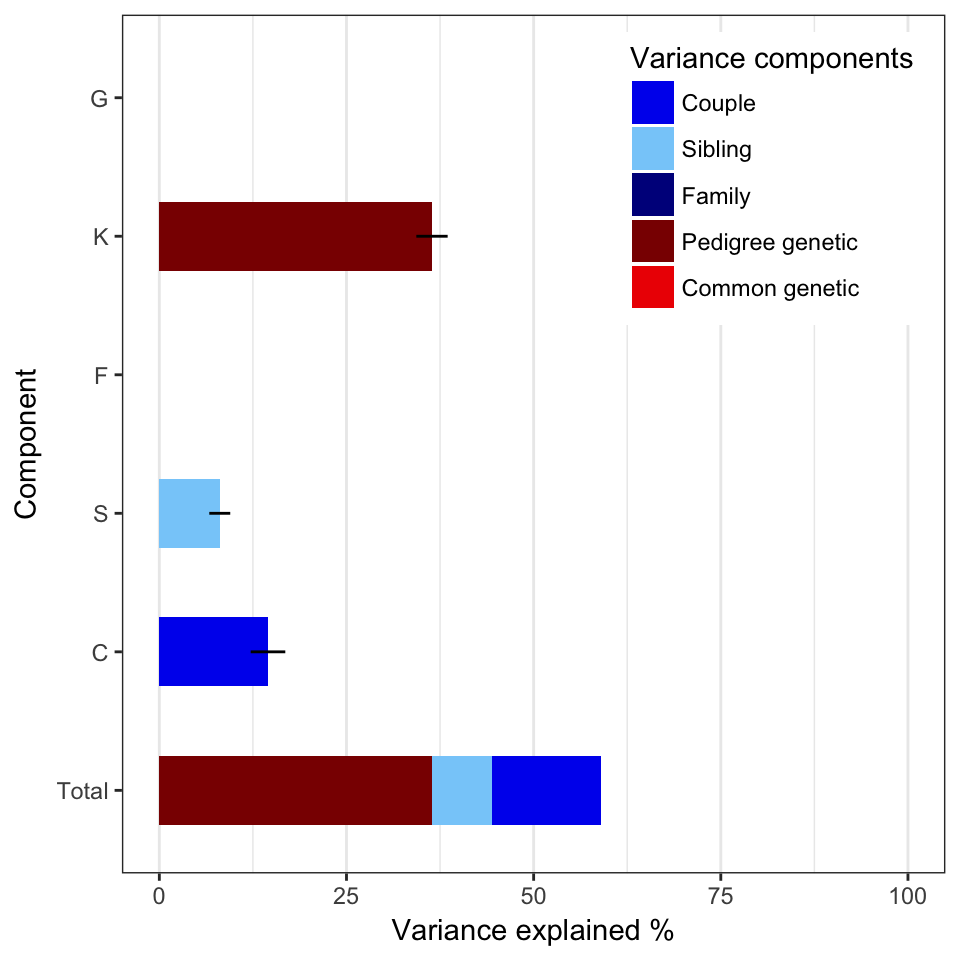 Variance components
Couple
Sibling
Family
Pedigree genetic
Common genetic
Component
G
K
F
S
C
Total
0 25 50 75 100
Variance explained %